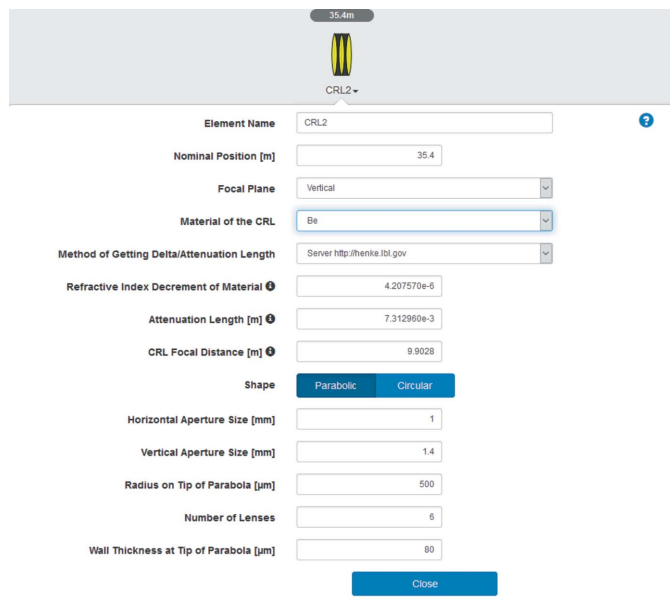 35.4m
CRL2
Element Name CRL2
Nominal Position [m] 35.4
Focal Plane Vertical
Material of the CRL Be
Method of Getting Delta/Attenuation Length Server http://henke.lbl.gov
Refractive Index Decrement of Material 4.207570e-6
Attenuation Length [m] 7.312960e-3
CRL Focal Distance [m] 9.9028
Shape Parabolic Circular
Horizontal Aperture Size [mm] 1
Vertical Aperture Size [mm] 1.4
Radius on Tip of Parabola [µm] 500
Number of Lenses 6
Wall Thickness at Tip of Parabola [µm] 80
Close